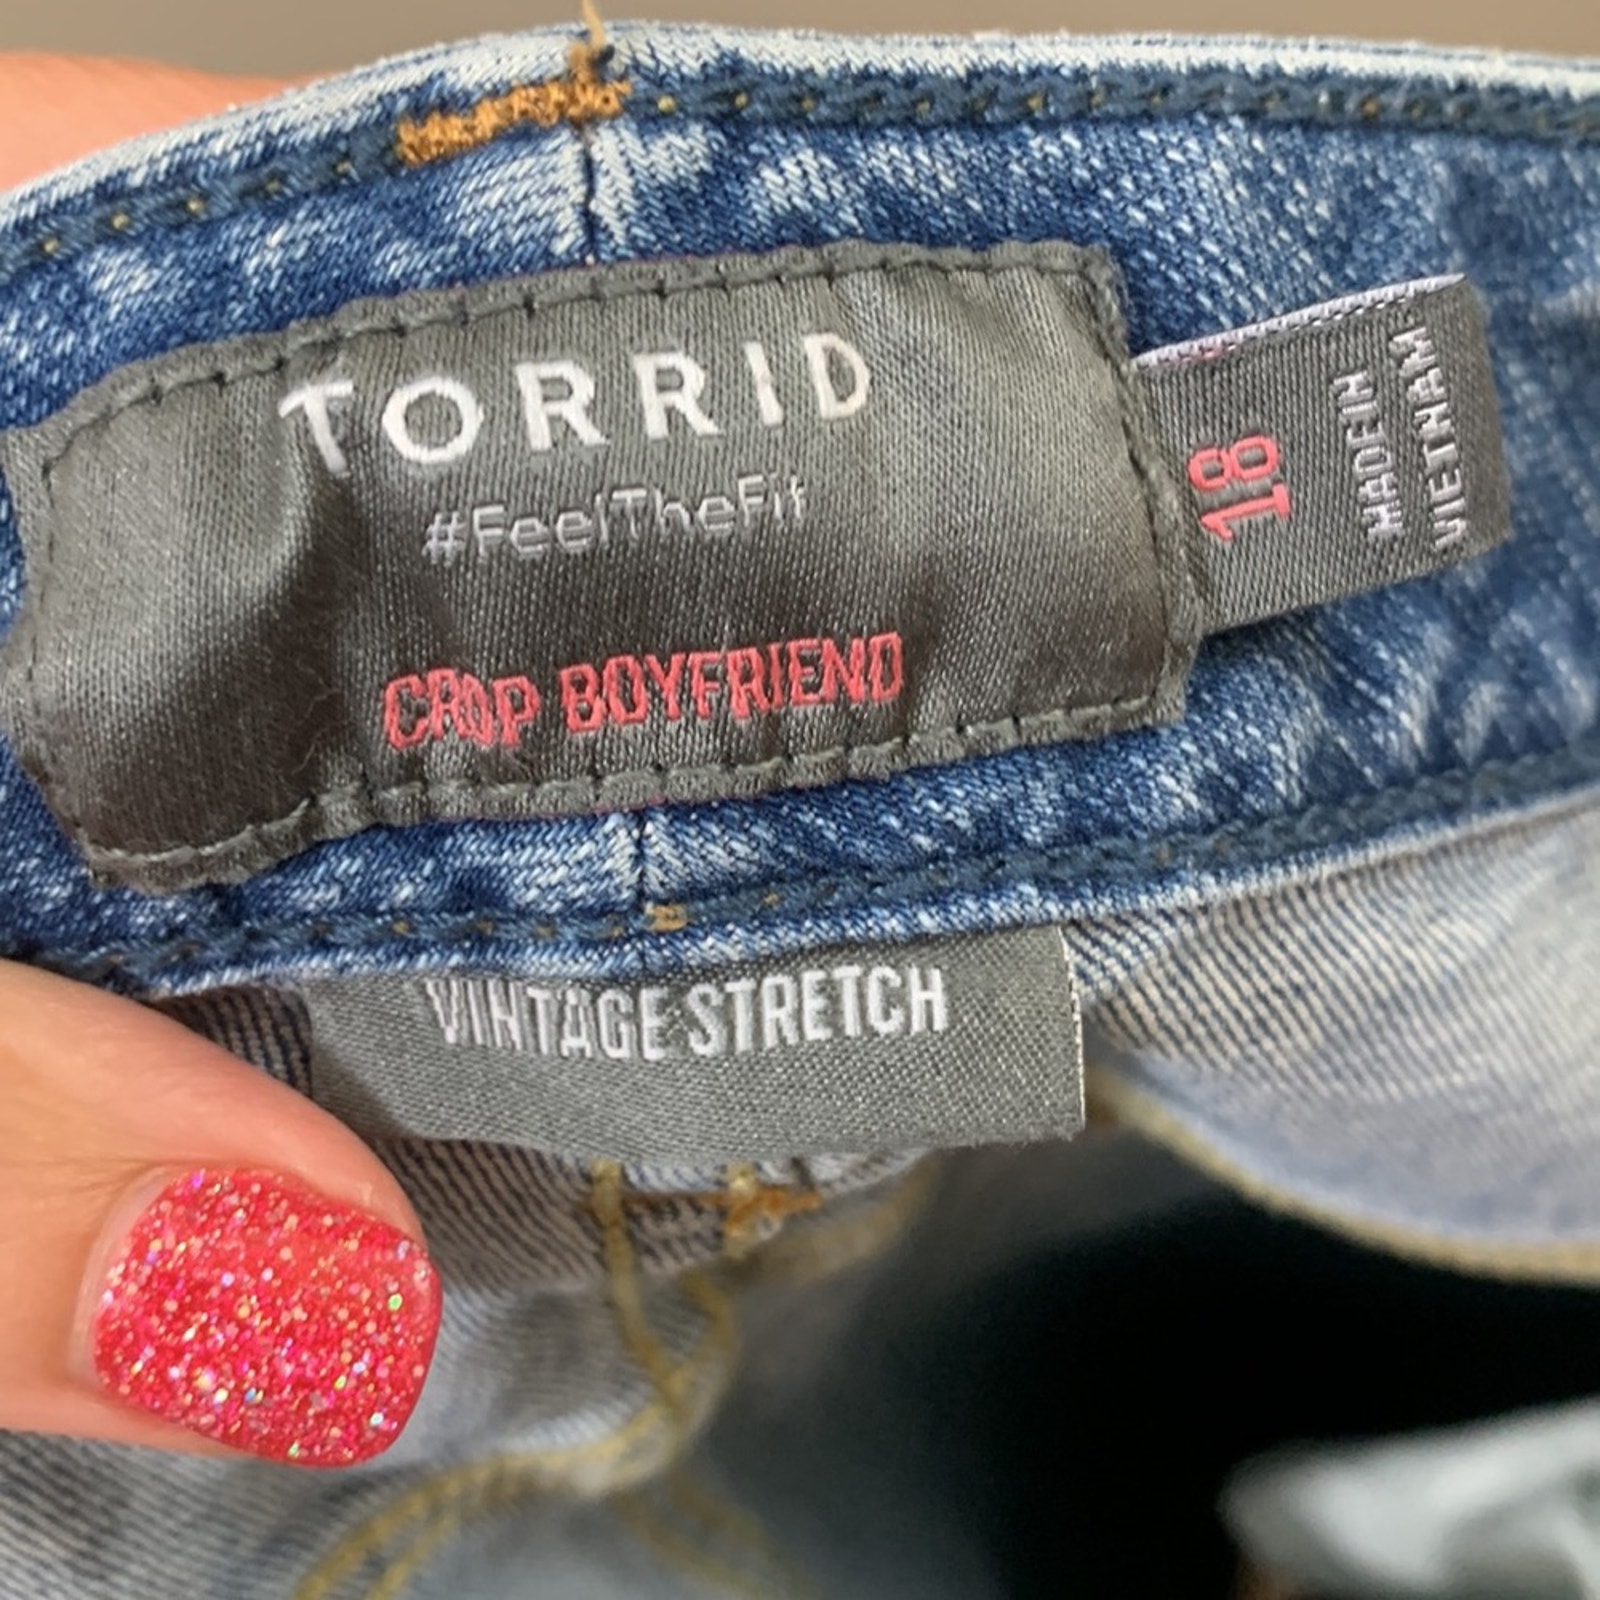 TORRID
#FeelTheFit
CROP BOYFRIEND
18
MADE IN
VIETNAM
VINTAGE STRETCH